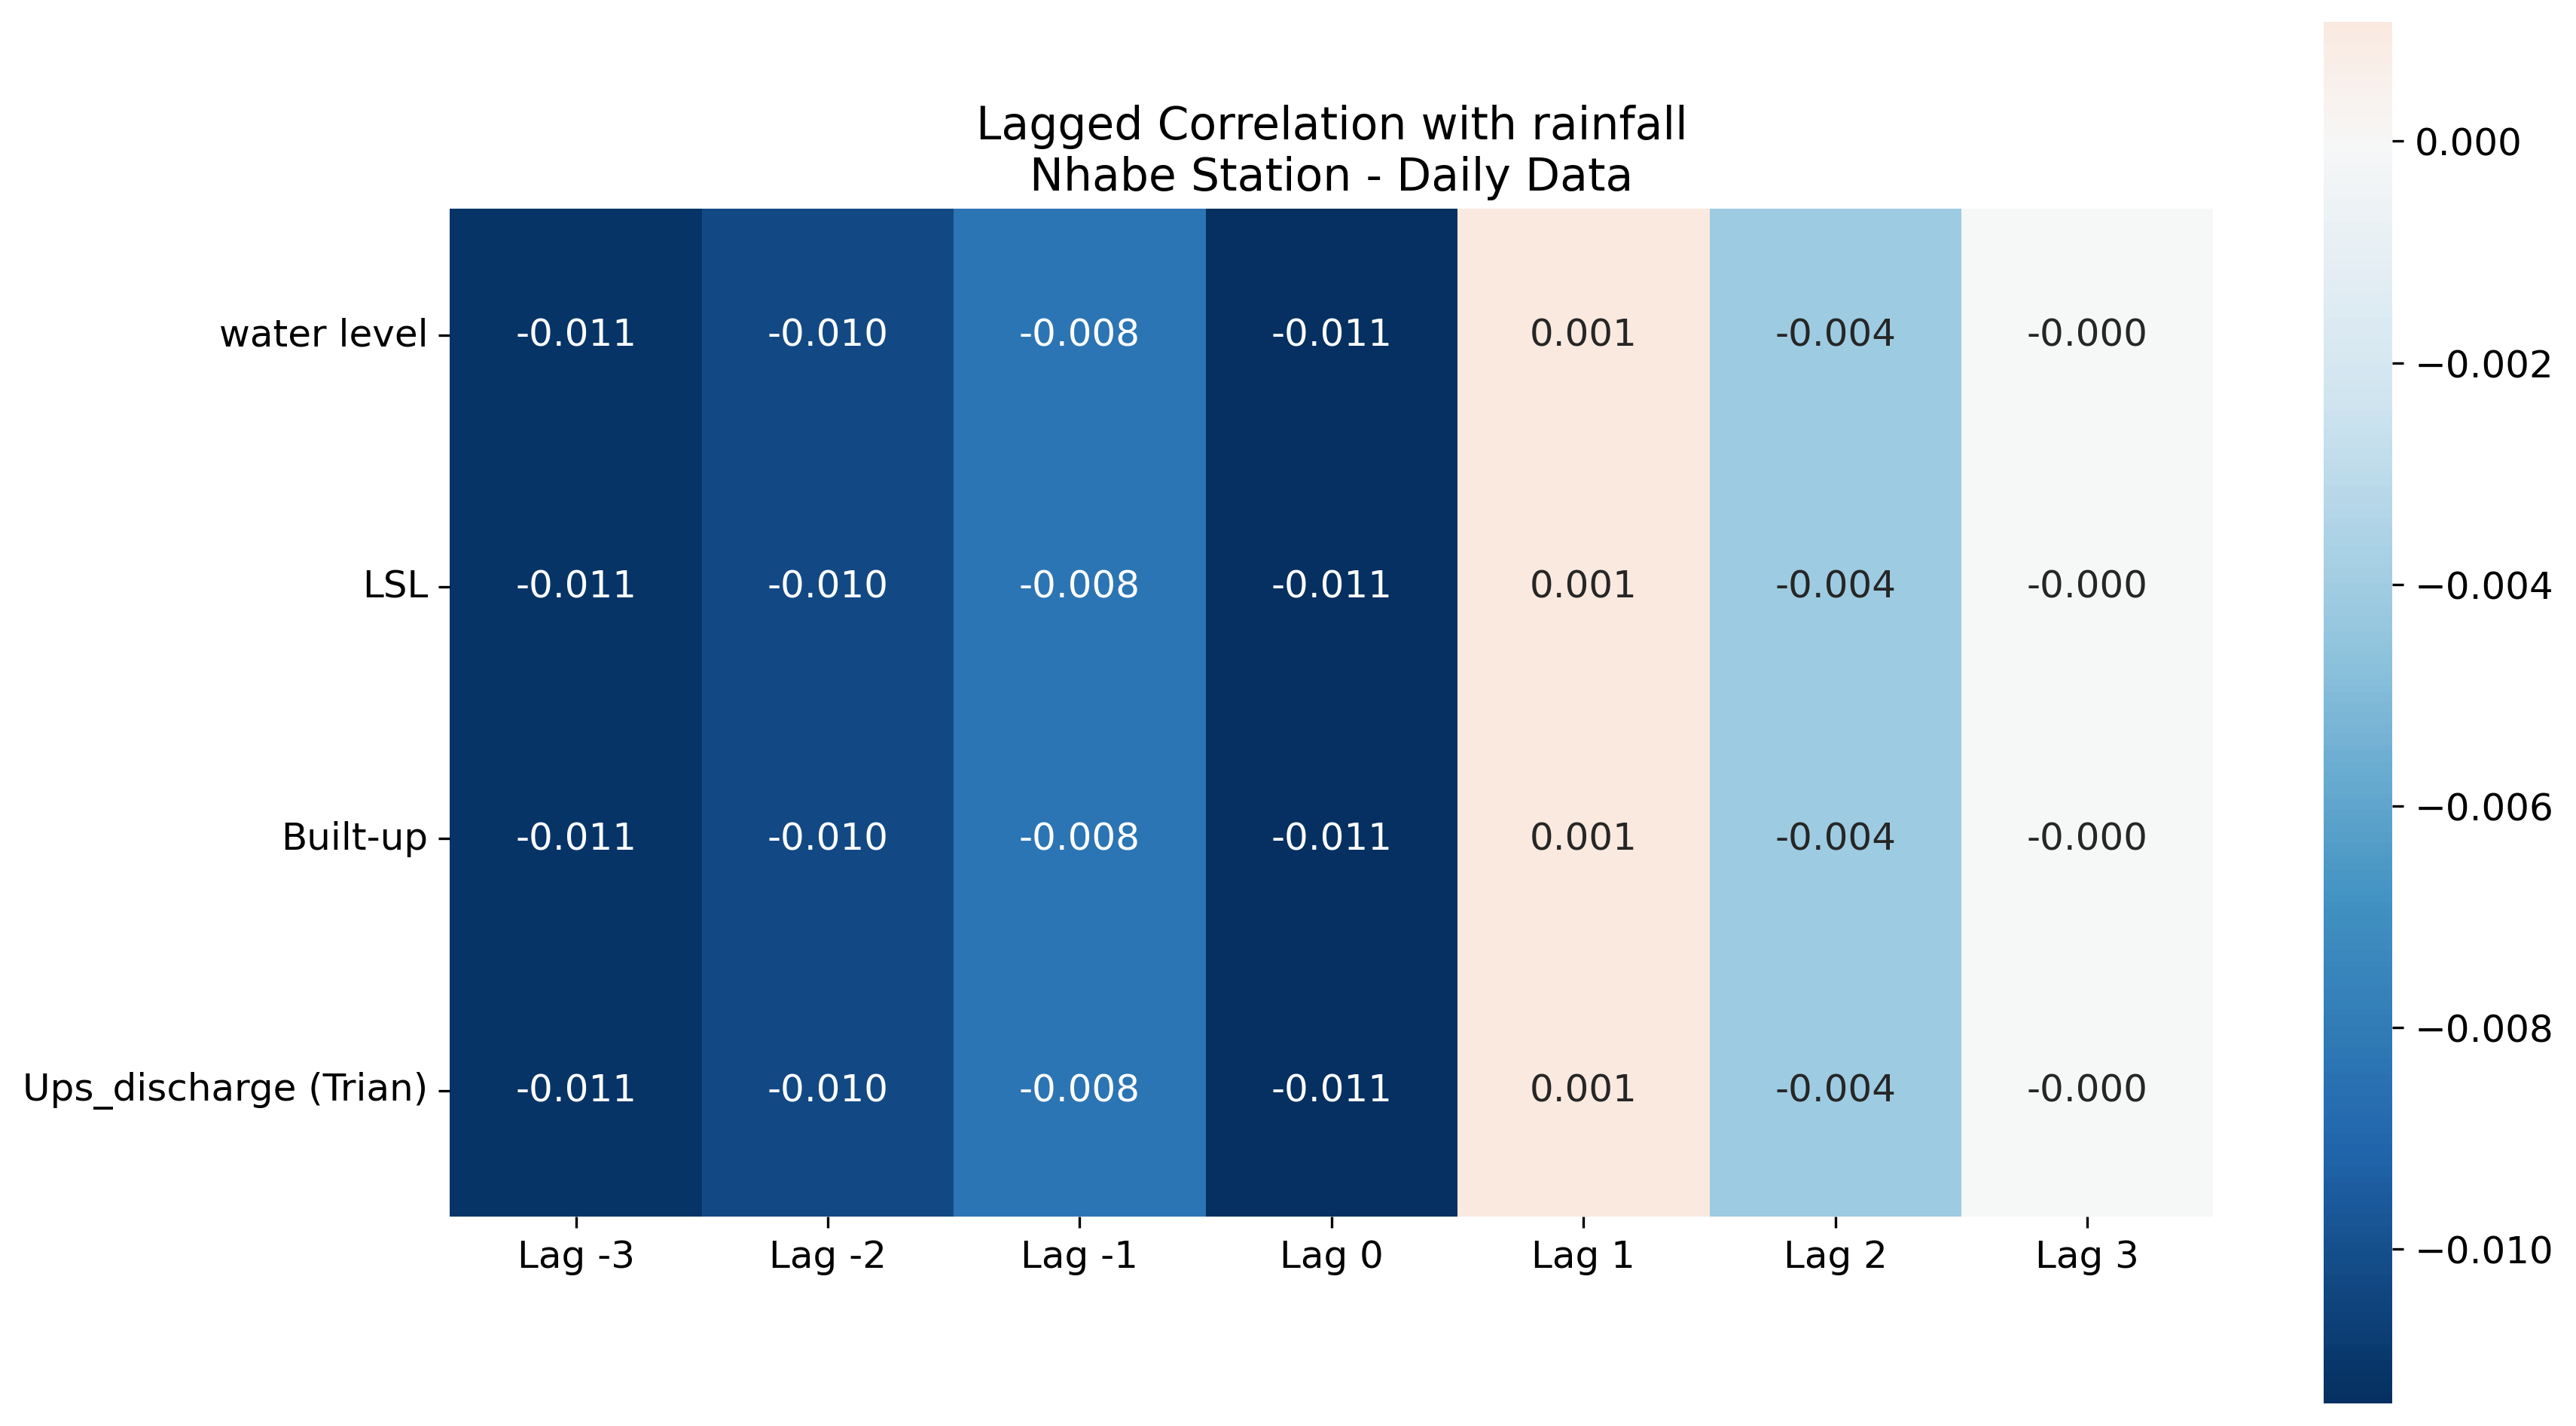 Lagged Correlation with rainfall
Nhabe Station - Daily Data
water level -0.011 -0.010 -0.008 -0.011 0.001 -0.004 -0.000
LSL -0.011 -0.010 -0.008 -0.011 0.001 -0.004 -0.000
Built-up -0.011 -0.010 -0.008 -0.011 0.001 -0.004 -0.000
Ups_discharge (Trian) -0.011 -0.010 -0.008 -0.011 0.001 -0.004 -0.000
Lag -3 Lag -2 Lag -1 Lag 0 Lag 1 Lag 2 Lag 3
0.000
−0.002
−0.004
−0.006
−0.008
−0.010